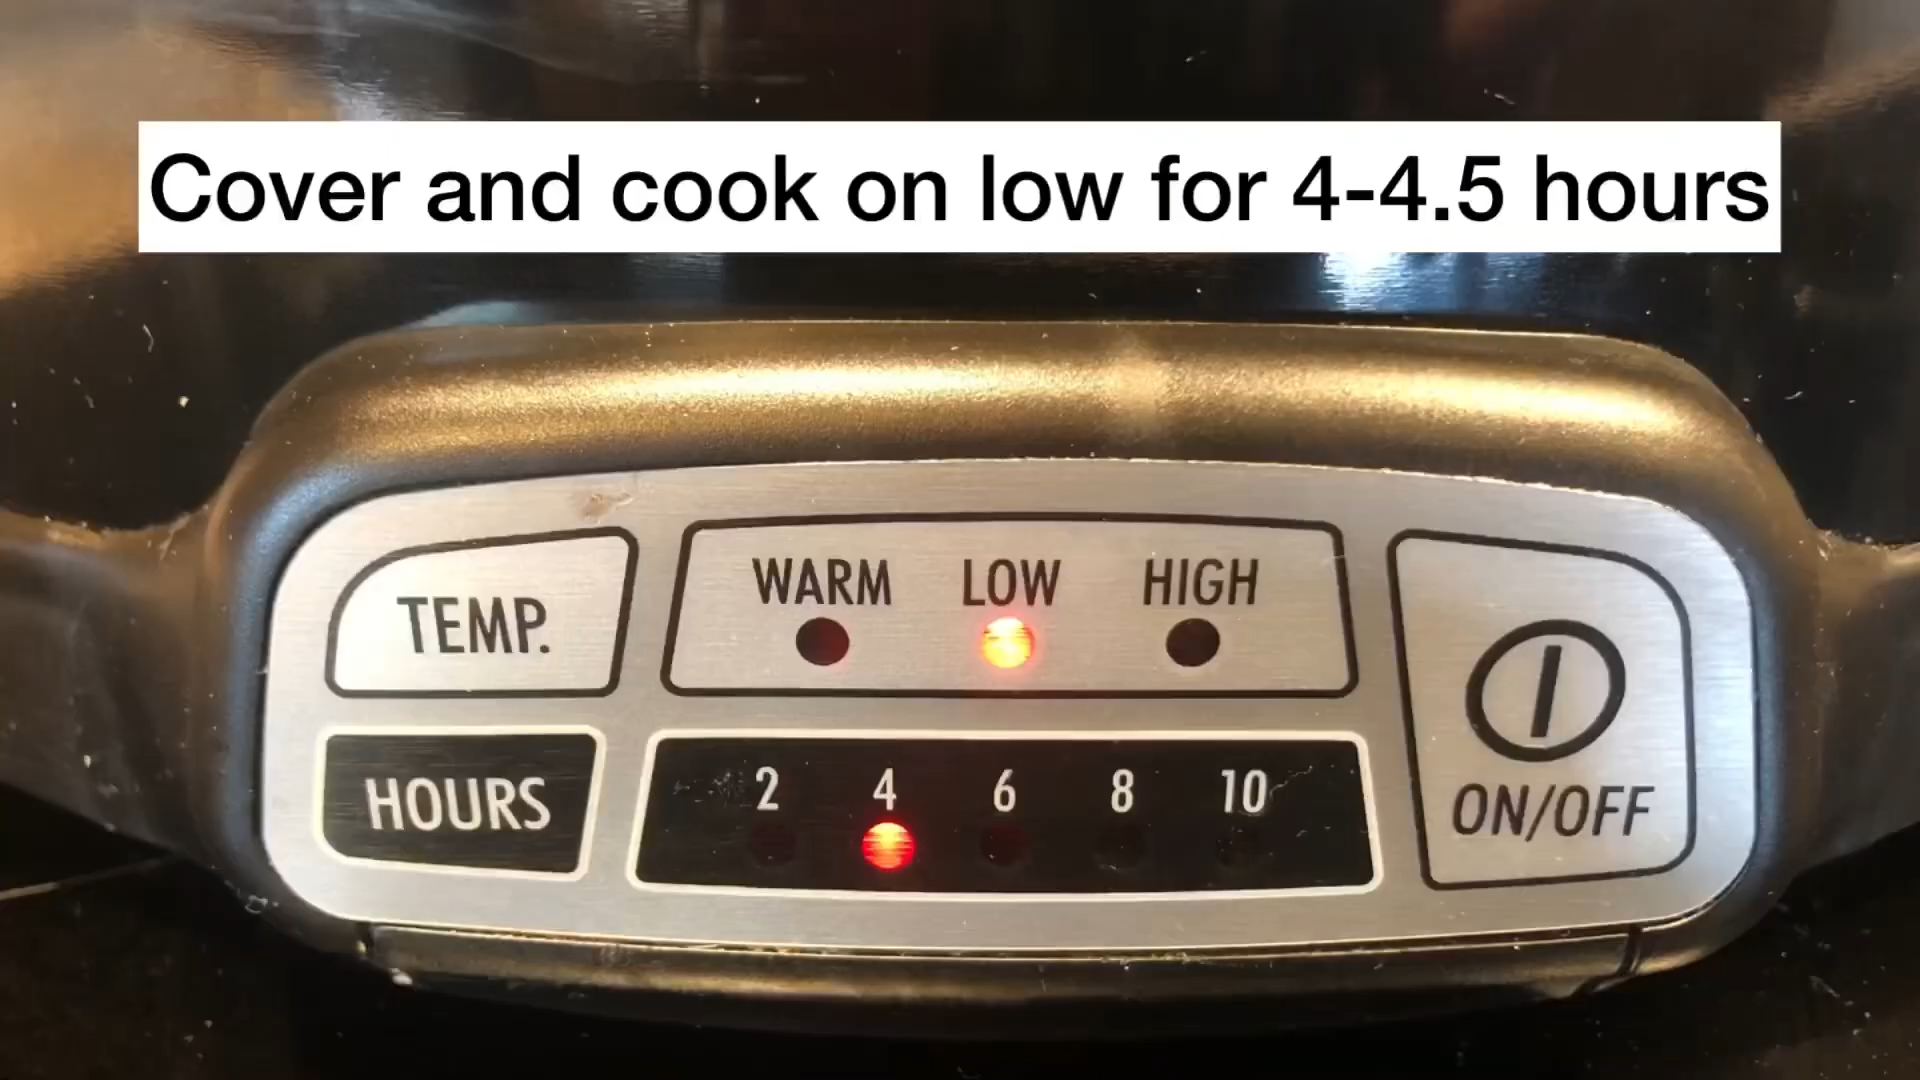 Cover and cook on low for 4-4.5 hours
TEMP.
WARM LOW HIGH
HOURS
2 4 6 8 10
ON/OFF